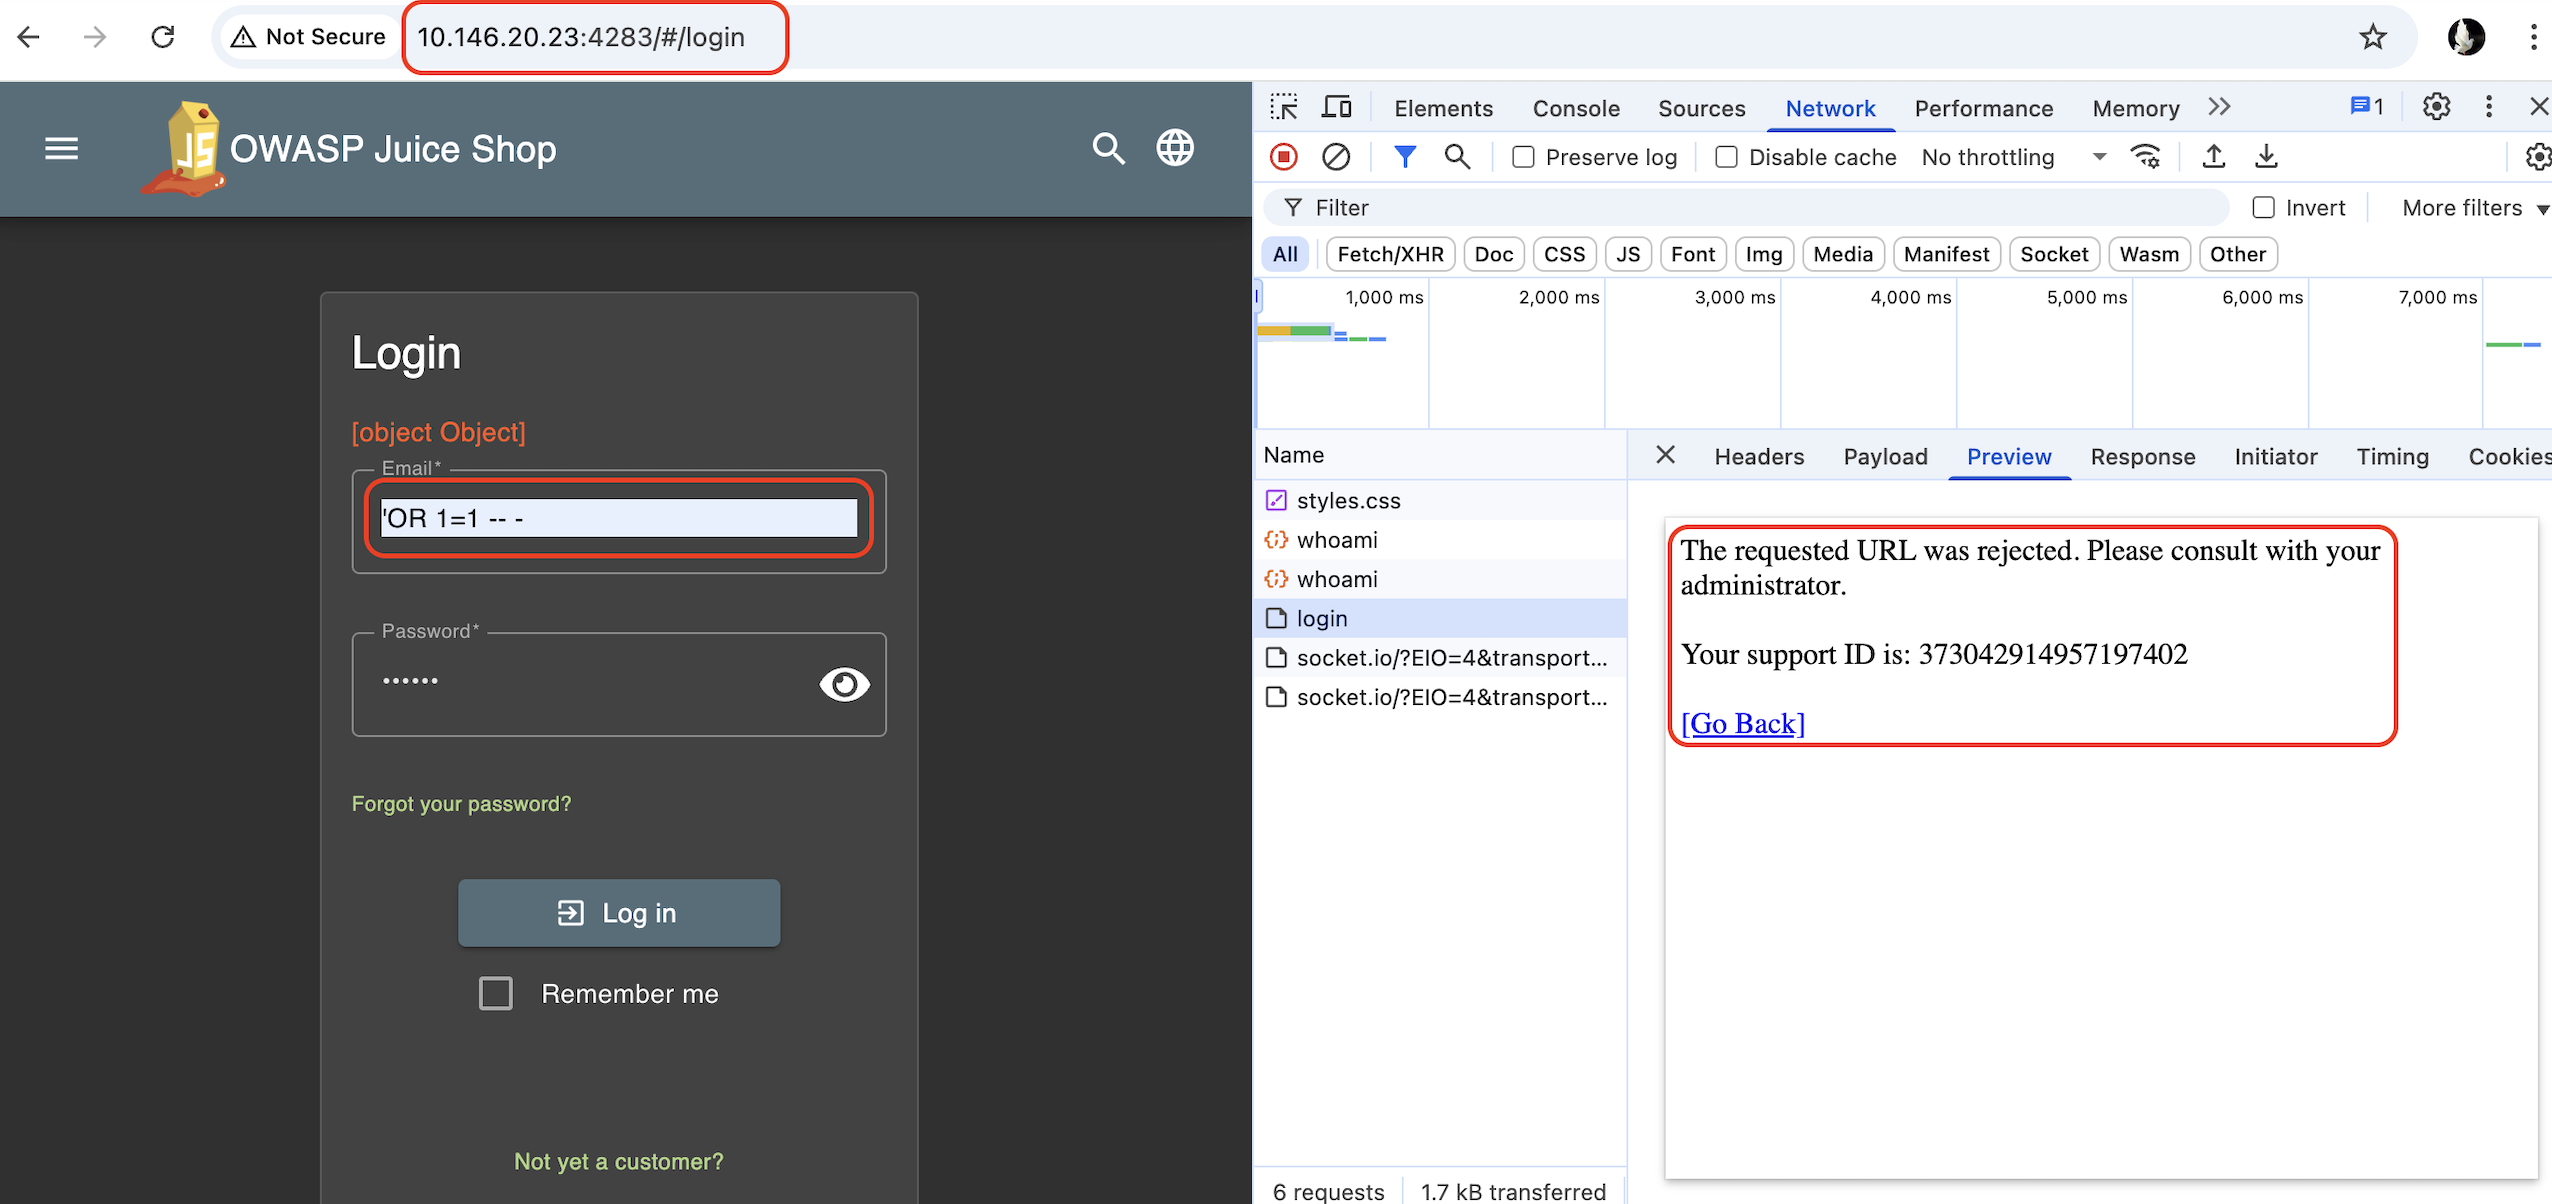 Not Secure 10.146.20.23:4283/#/login
JS OWASP Juice Shop
Login
[object Object]
Email*
'OR 1=1 -- -
Password*
••••••
Forgot your password?
Log in
Remember me
Not yet a customer?
Elements Console Sources Network Performance Memory 1
Preserve log Disable cache No throttling
Filter Invert More filters
All Fetch/XHR Doc CSS JS Font Img Media Manifest Socket Wasm Other
1,000 ms 2,000 ms 3,000 ms 4,000 ms 5,000 ms 6,000 ms 7,000 ms
Name
styles.css
whoami
whoami
login
socket.io/?EIO=4&transport...
socket.io/?EIO=4&transport...
6 requests 1.7 kB transferred
Headers Payload Preview Response Initiator Timing Cookies
The requested URL was rejected. Please consult with your
administrator.
Your support ID is: 373042914957197402
[Go Back]